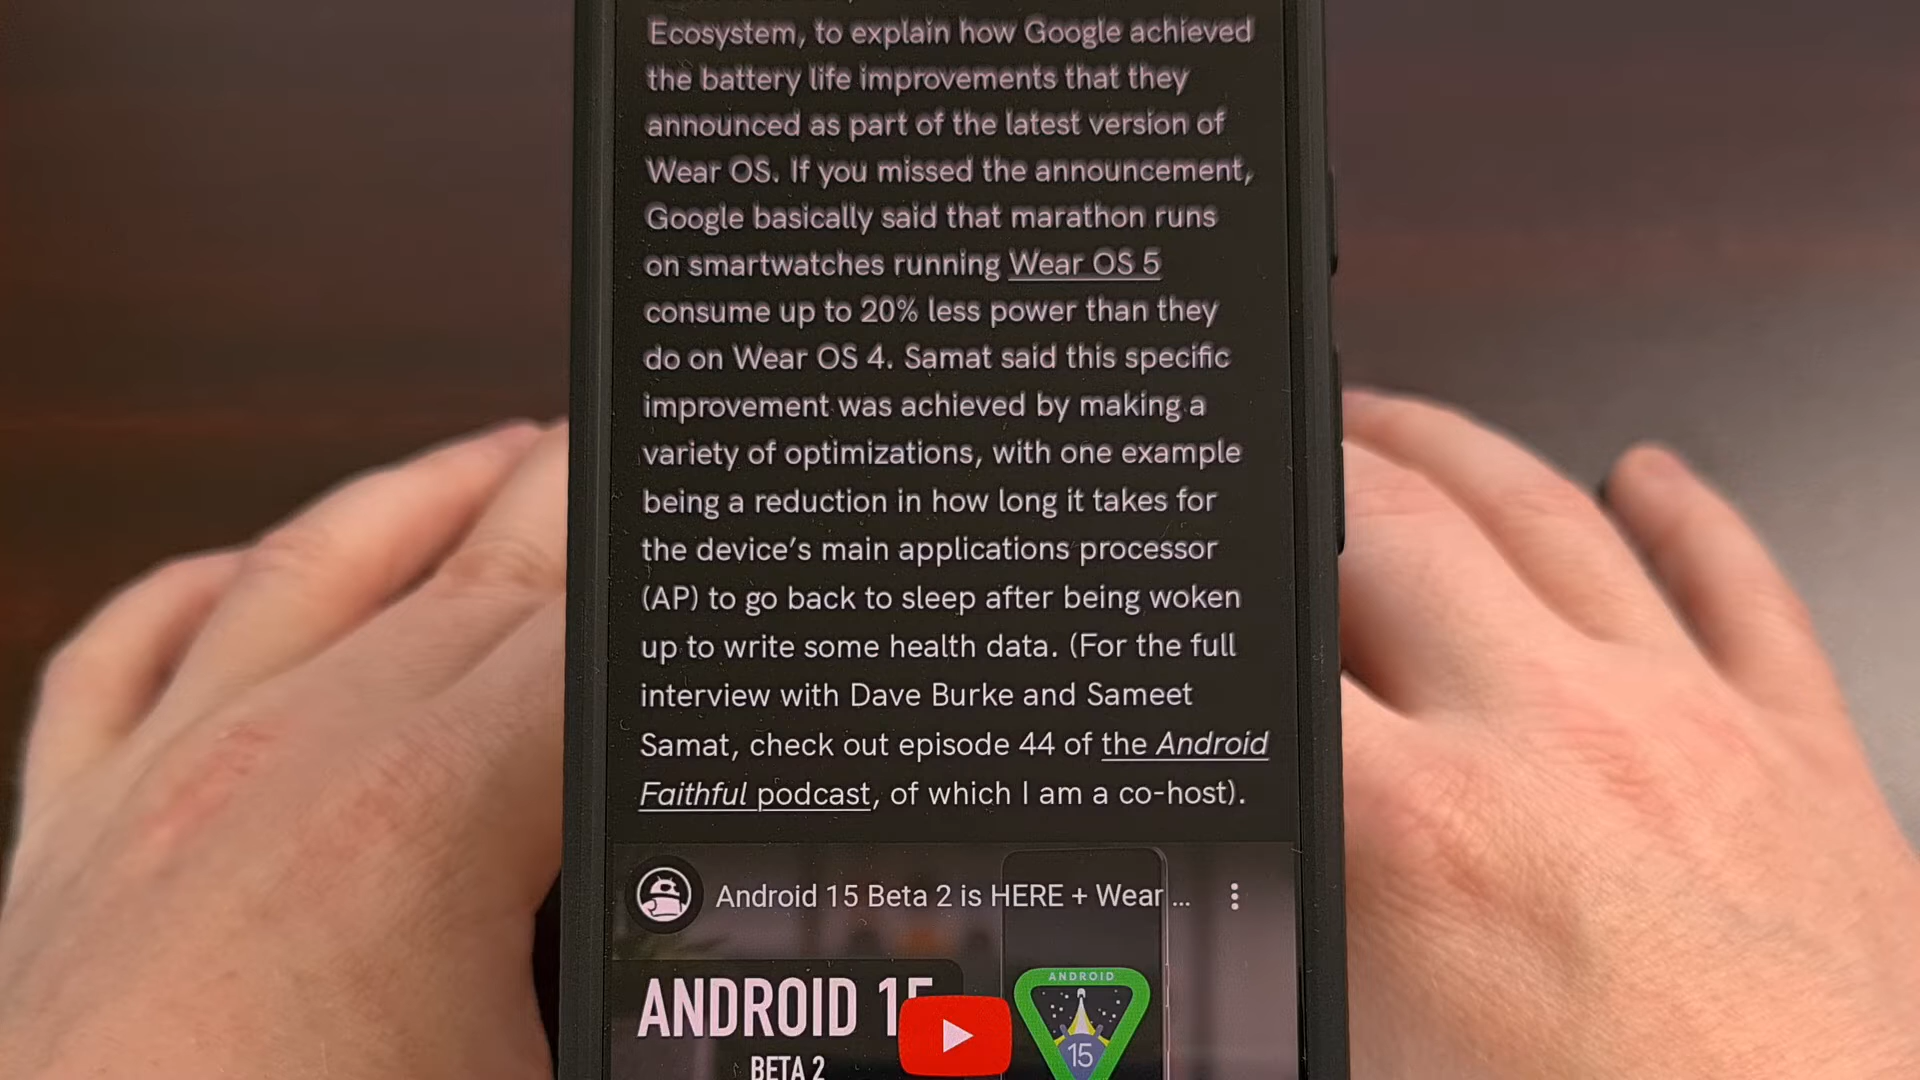 Ecosystem, to explain how Google achieved
the battery life improvements that they
announced as part of the latest version of
Wear OS. If you missed the announcement,
Google basically said that marathon runs
on smartwatches running Wear OS 5
consume up to 20% less power than they
do on Wear OS 4. Samat said this specific
improvement was achieved by making a
variety of optimizations, with one example
being a reduction in how long it takes for
the device’s main applications processor
(AP) to go back to sleep after being woken
up to write some health data. (For the full
interview with Dave Burke and Sameet
Samat, check out episode 44 of the Android
Faithful podcast, of which I am a co-host).
Android 15 Beta 2 is HERE + Wear ...
ANDROID 15
BETA 2
ANDROID
15